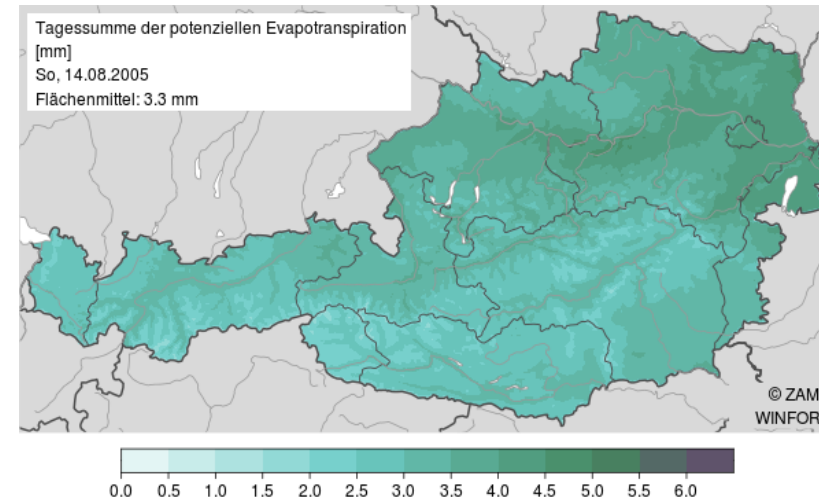 Tagessumme der potenziellen Evapotranspiration
[mm]
So, 14.08.2005
Flächenmittel: 3.3 mm
© ZAM
WINFOR
0.0 0.5 1.0 1.5 2.0 2.5 3.0 3.5 4.0 4.5 5.0 5.5 6.0